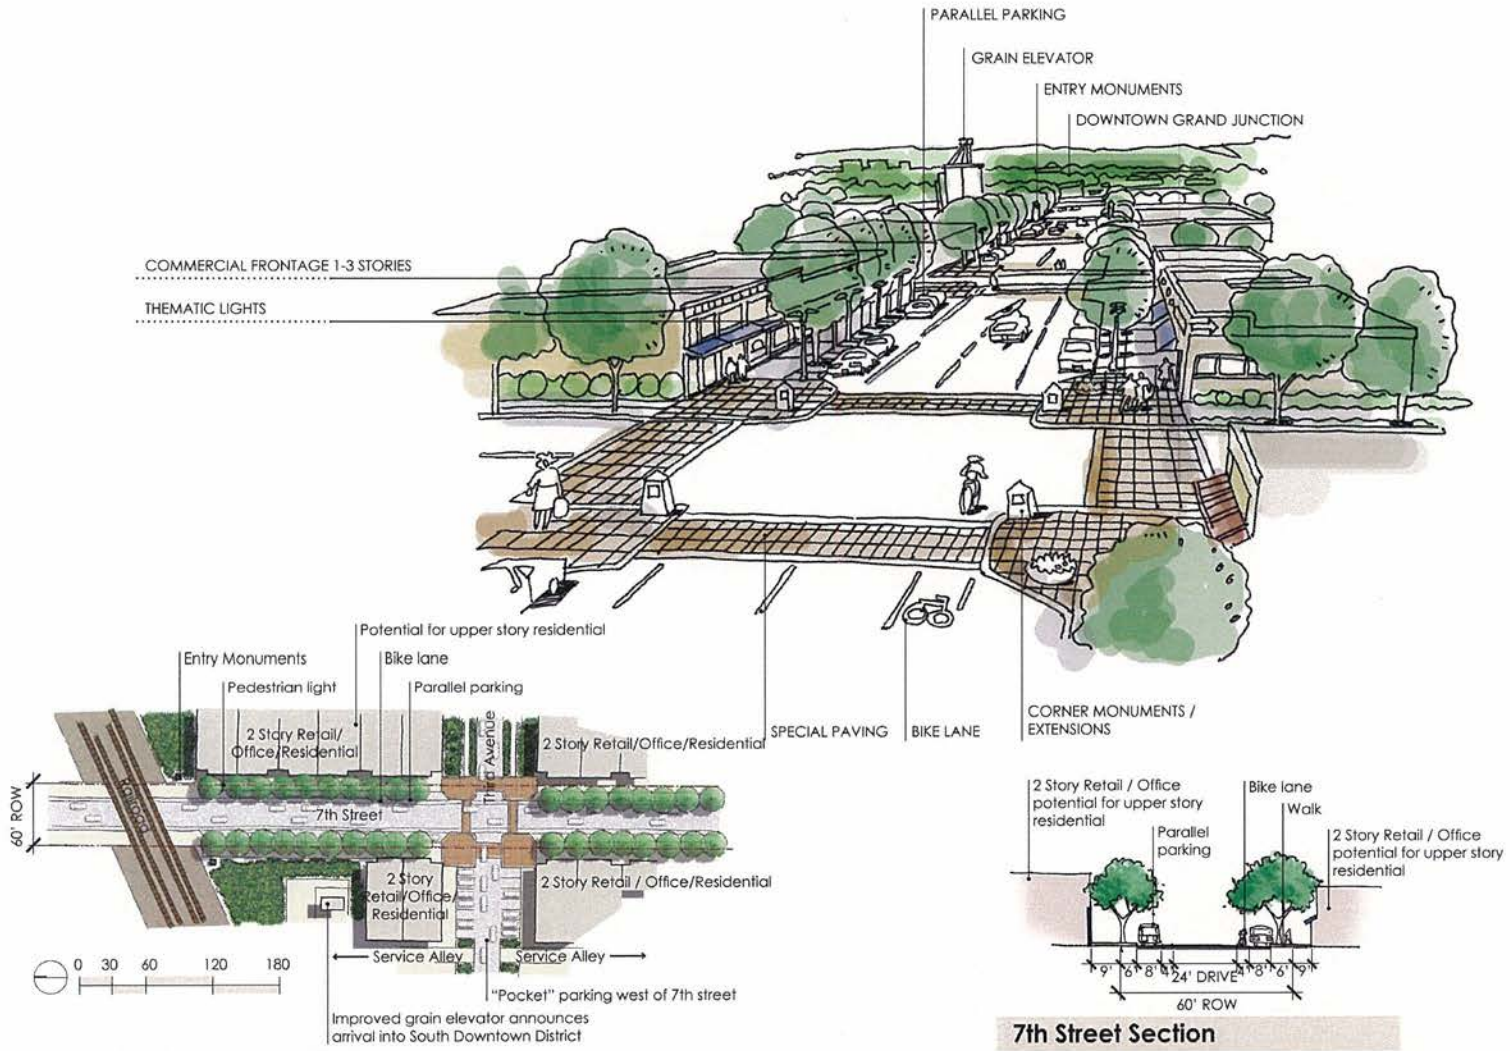 PARALLEL PARKING
GRAIN ELEVATOR
ENTRY MONUMENTS
DOWNTOWN GRAND JUNCTION
COMMERCIAL FRONTAGE 1-3 STORIES
THEMATIC LIGHTS
SPECIAL PAVING
BIKE LANE
CORNER MONUMENTS /
EXTENSIONS
Potential for upper story residential
Entry Monuments
Bike lane
Pedestrian light
Parallel parking
2 Story Retail/
Office/Residential
Third Avenue
2 Story Retail/Office/Residential
60' ROW
Railroad
7th Street
2 Story
Retail/Office/
Residential
2 Story Retail / Office/Residential
Service Alley
Service Alley
0 30 60 120 180
"Pocket" parking west of 7th street
Improved grain elevator announces
arrival into South Downtown District
2 Story Retail / Office
potential for upper story
residential
Parallel
parking
Bike lane
Walk
2 Story Retail / Office
potential for upper story
residential
9' 6' 8' 4' 24' DRIVE 4' 8' 6' 9'
60' ROW
7th Street Section